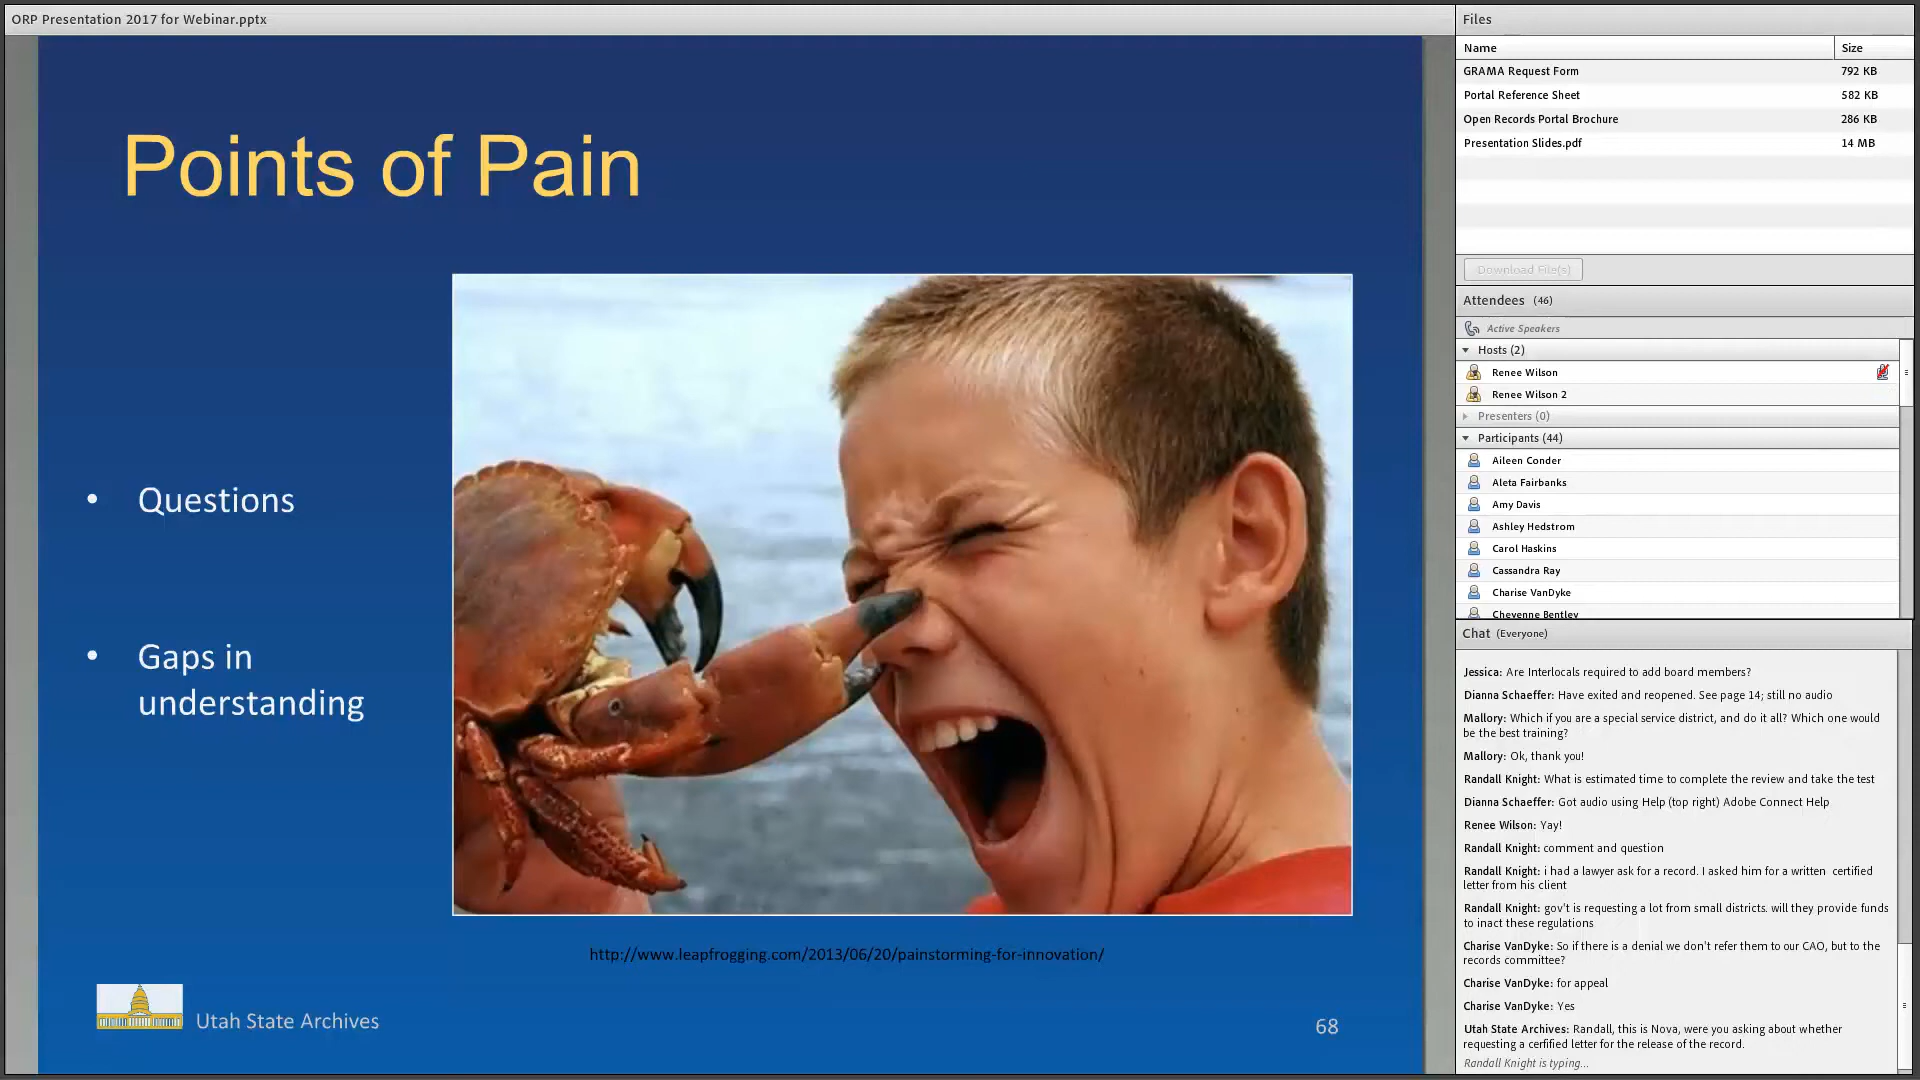 ORP Presentation 2017 for Webinar.pptx
Points of Pain
• Questions
• Gaps in
understanding
http://www.leapfrogging.com/2013/06/20/painstorming-for-innovation/
Utah State Archives
68
Files
Name Size
GRAMA Request Form 792 KB
Portal Reference Sheet 582 KB
Open Records Portal Brochure 286 KB
Presentation Slides.pdf 14 MB
Download File(s)
Attendees (46)
Active Speakers
Hosts (2)
Renee Wilson
Renee Wilson 2
Presenters (0)
Participants (44)
Aileen Conder
Aleta Fairbanks
Amy Davis
Ashley Hedstrom
Carol Haskins
Cassandra Ray
Charise VanDyke
Cheyenne Bentley
Chat (Everyone)
Jessica: Are Interlocals required to add board members?
Dianna Schaeffer: Have exited and reopened. See page 14; still no audio
Mallory: Which if you are a special service district, and do it all? Which one would
be the best training?
Mallory: Ok, thank you!
Randall Knight: What is estimated time to complete the review and take the test
Dianna Schaeffer: Got audio using Help (top right) Adobe Connect Help
Renee Wilson: Yay!
Randall Knight: comment and question
Randall Knight: i had a lawyer ask for a record. I asked him for a written certified
letter from his client
Randall Knight: gov't is requesting a lot from small districts. will they provide funds
to inact these regulations
Charise VanDyke: So if there is a denial we don't refer them to our CAO, but to the
records committee?
Charise VanDyke: for appeal
Charise VanDyke: Yes
Utah State Archives: Randall, this is Nova, were you asking about whether
requesting a cerfified letter for the release of the record.
Randall Knight is typing...